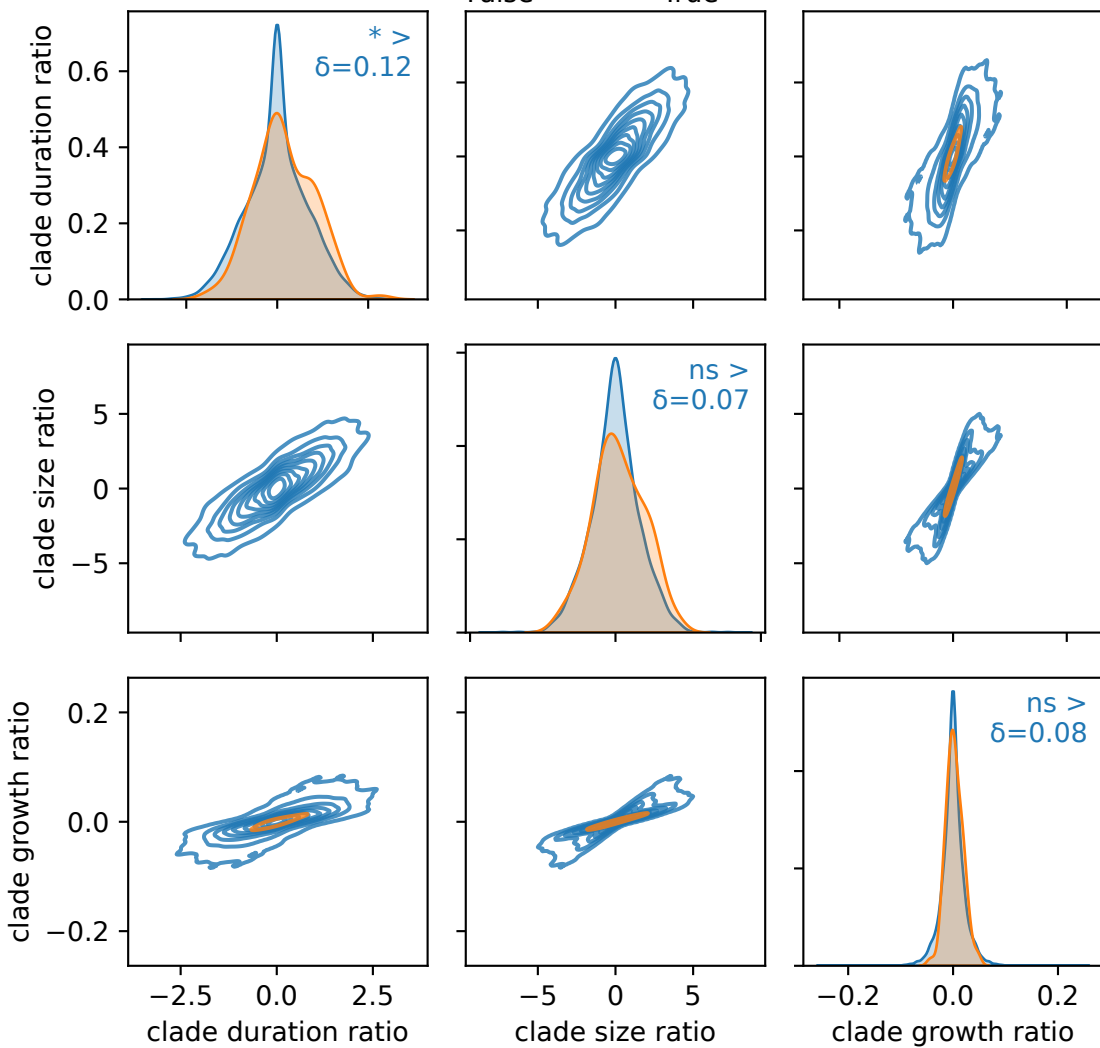 clade duration ratio
0.6
0.4
0.2
0.0
* >
δ=0.12
clade size ratio
5
0
−5
ns >
δ=0.07
clade growth ratio
0.2
0.0
−0.2
ns >
δ=0.08
−2.5 0.0 2.5
−5 0 5
−0.2 0.0 0.2
clade duration ratio
clade size ratio
clade growth ratio